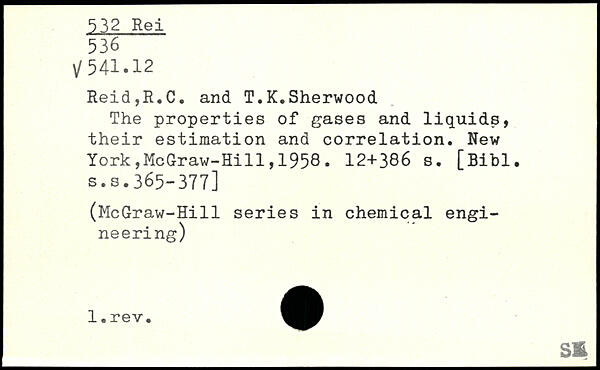 532 Rei
536
V 541.12
Reid,R.C. and T.K.Sherwood
The properties of gases and liquids,
their estimation and correlation. New
York,McGraw-Hill,1958. 12+386 s. [Bibl.
s.s.365-377]
(McGraw-Hill series in chemical engi-
neering)
1.rev.